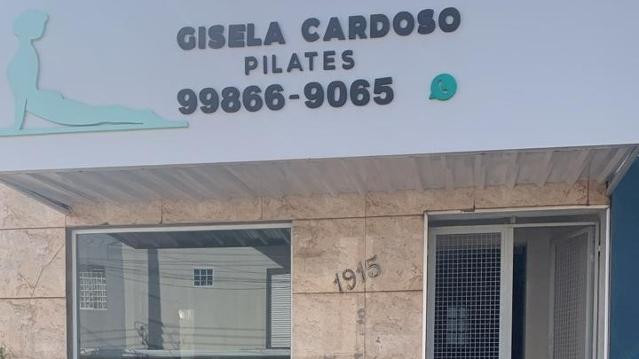 GISELA CARDOSO
PILATES
99866-9065
1915